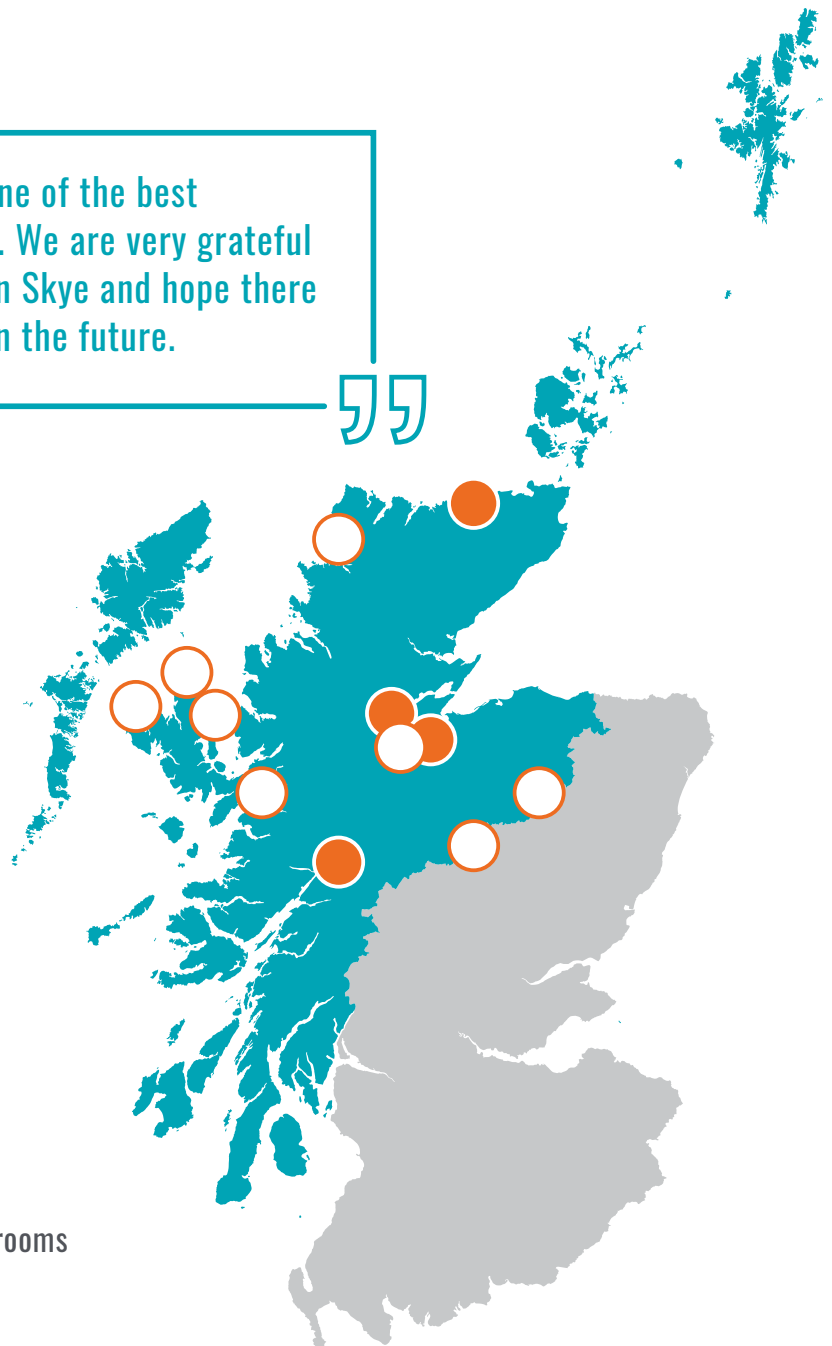 ne of the best
. We are very grateful
n Skye and hope there
n the future.
”
rooms